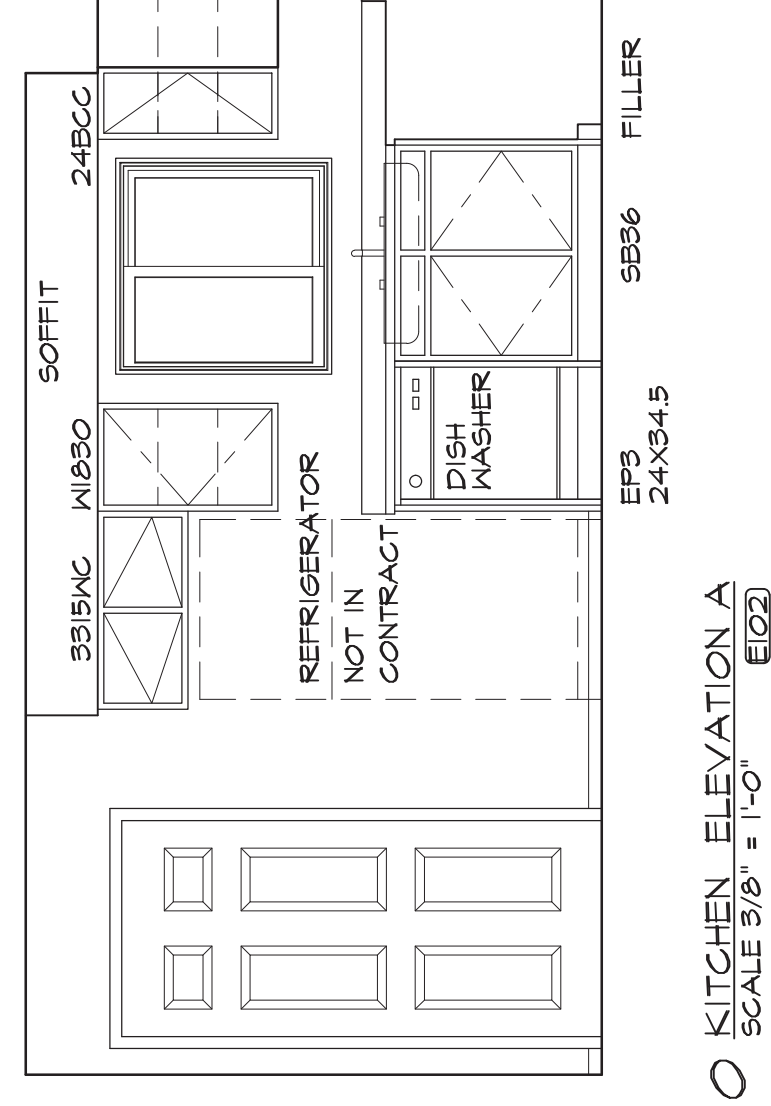 SOFFIT
3315WC
W1830
24BCC
REFRIGERATOR
NOT IN
CONTRACT
DISH
WASHER
EP3
24X34.5
SB36
FILLER
KITCHEN ELEVATION A
SCALE 3/8" = 1'-0"
E102